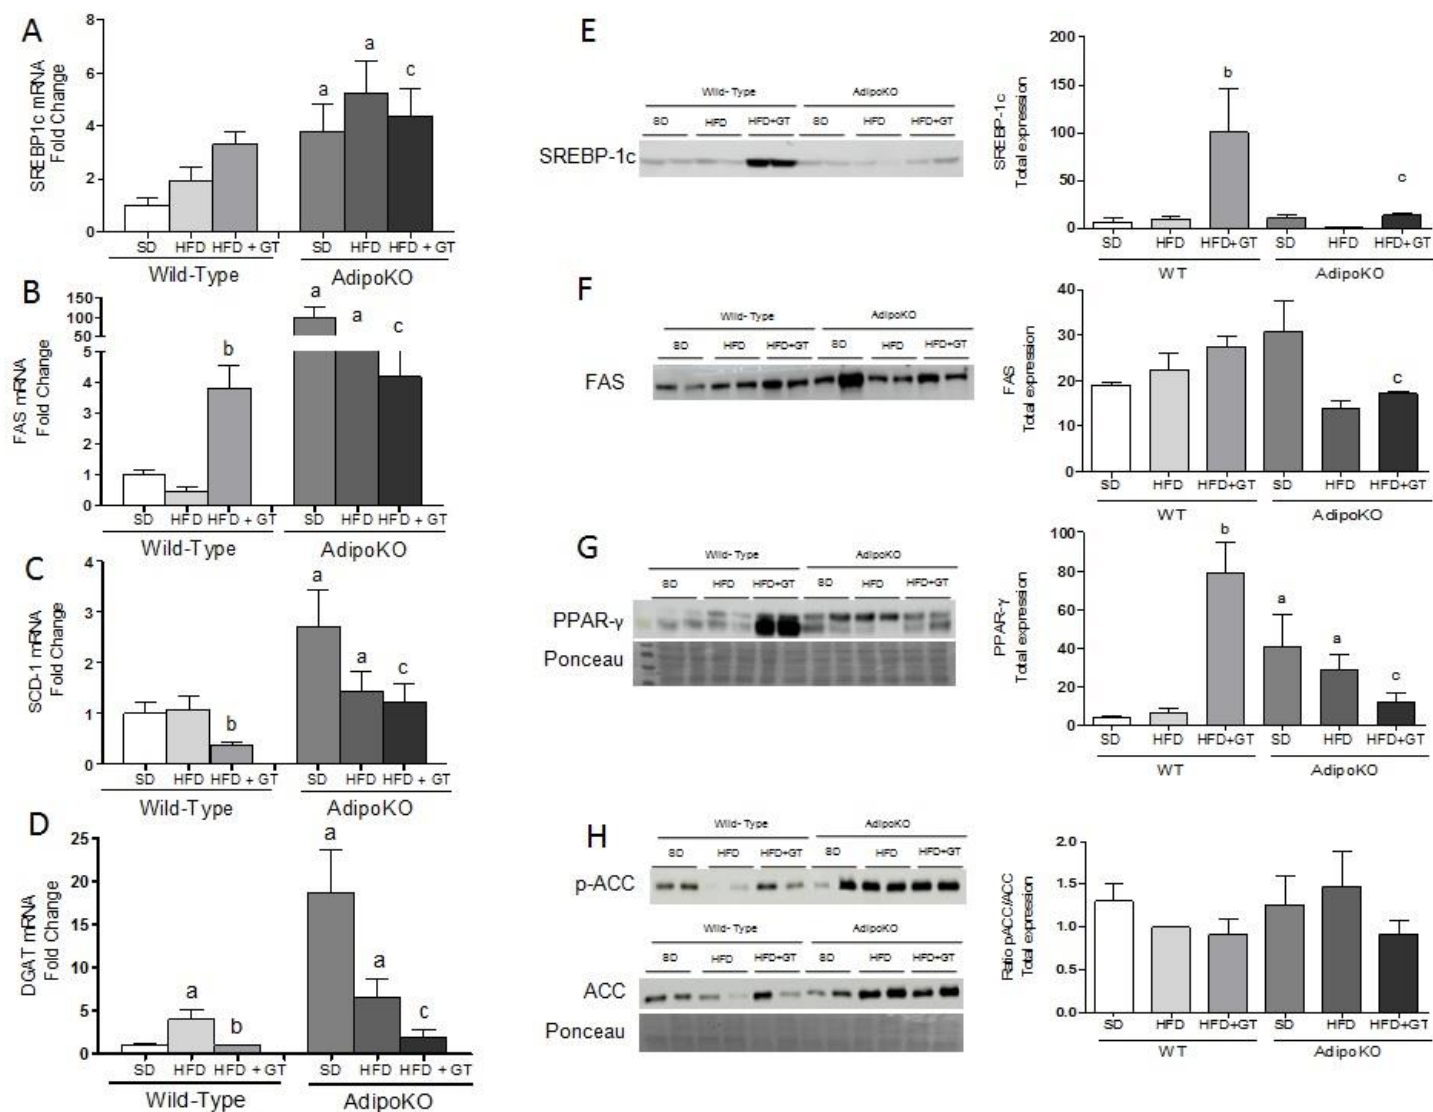 A
SREBP1c mRNA
Fold Change
8
6
4
2
0
a
a
c
SD HFD HFD + GT SD HFD HFD + GT
Wild-Type AdipoKO
B
FAS mRNA
Fold Change
150
100
50
5
4
3
2
1
0
b
a
a
c
SD HFD HFD + GT SD HFD HFD + GT
Wild-Type AdipoKO
C
SCD-1 mRNA
Fold Change
4
3
2
1
0
b
a
a
c
SD HFD HFD + GT SD HFD HFD + GT
Wild-Type AdipoKO
D
DGAT mRNA
Fold Change
25
20
15
10
5
0
a
b
a
a
c
SD HFD HFD + GT SD HFD HFD + GT
Wild-Type AdipoKO
E
Wild-Type AdipoKO
SD HFD HFD+GT SD HFD HFD+GT
SREBP-1c
SREBP-1c
Total expression
200
150
100
50
0
b
c
SD HFD HFD+GT SD HFD HFD+GT
WT AdipoKO
F
Wild-Type AdipoKO
SD HFD HFD+GT SD HFD HFD+GT
FAS
FAS
Total expression
40
30
20
10
0
c
SD HFD HFD+GT SD HFD HFD+GT
WT AdipoKO
G
Wild-Type AdipoKO
SD HFD HFD+GT SD HFD HFD+GT
PPAR-γ
Ponceau
PPAR-γ
Total expression
100
80
60
40
20
0
b
a
a
c
SD HFD HFD+GT SD HFD HFD+GT
WT AdipoKO
H
Wild-Type AdipoKO
SD HFD HFD+GT SD HFD HFD+GT
p-ACC
Wild-Type AdipoKO
SD HFD HFD+GT SD HFD HFD+GT
ACC
Ponceau
Ratio pACC/ACC
Total expression
2.0
1.5
1.0
0.5
0.0
SD HFD HFD+GT SD HFD HFD+GT
WT AdipoKO